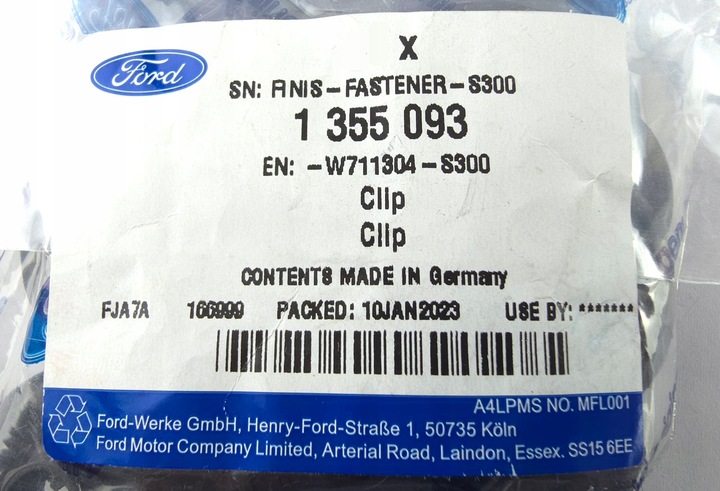 X
Ford
SN: FINIS-FASTENER-S300
1 355 093
EN: -W711304-S300
Clip
Clip
CONTENTS MADE IN Germany
FJA7A 166999 PACKED: 10JAN2023 USE BY: *******
A4LPMS NO. MFL001
Ford-Werke GmbH, Henry-Ford-Straße 1, 50735 Köln
Ford Motor Company Limited, Arterial Road, Laindon, Essex. SS15 6EE